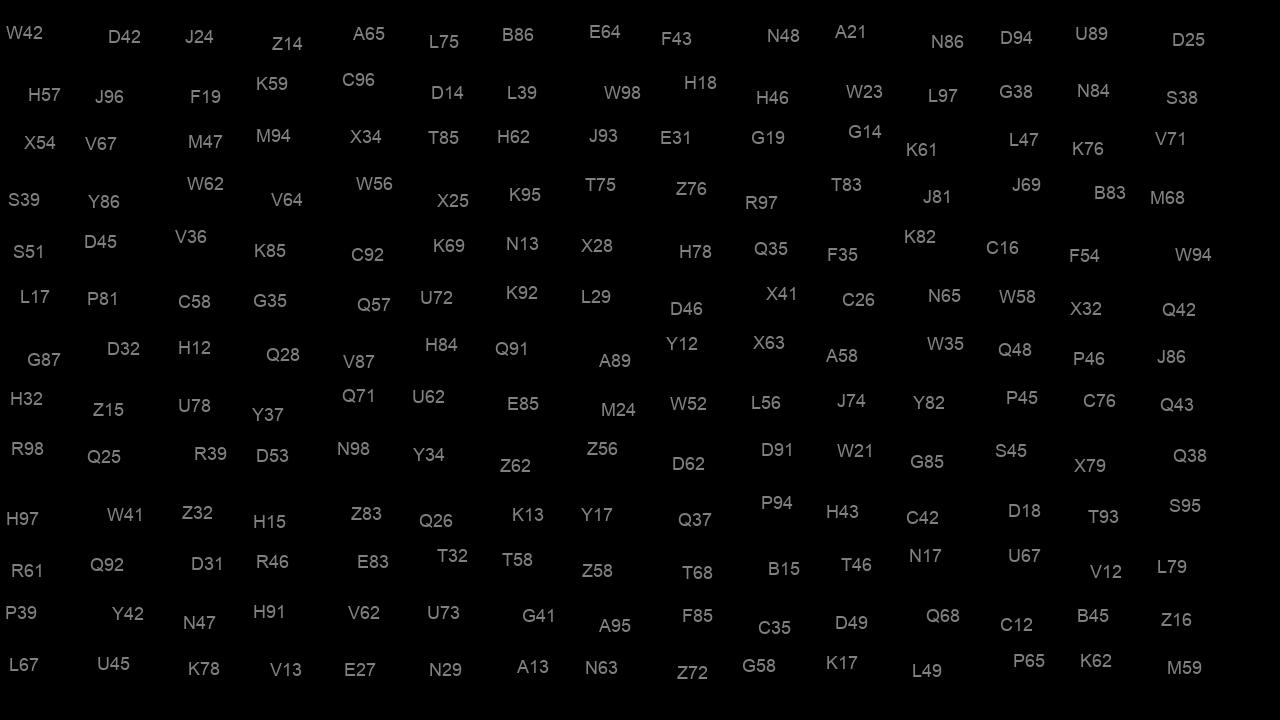 W42 D42 J24 Z14 A65 L75 B86 E64 F43 N48 A21 N86 D94 U89 D25
H57 J96 F19 K59 C96 D14 L39 W98 H18 H46 W23 L97 G38 N84 S38
X54 V67 M47 M94 X34 T85 H62 J93 E31 G19 G14 K61 L47 K76 V71
S39 Y86 W62 V64 W56 X25 K95 T75 Z76 R97 T83 J81 J69 B83 M68
S51 D45 V36 K85 C92 K69 N13 X28 H78 Q35 F35 K82 C16 F54 W94
L17 P81 C58 G35 Q57 U72 K92 L29 D46 X41 C26 N65 W58 X32 Q42
G87 D32 H12 Q28 V87 H84 Q91 A89 Y12 X63 A58 W35 Q48 P46 J86
H32 Z15 U78 Y37 Q71 U62 E85 M24 W52 L56 J74 Y82 P45 C76 Q43
R98 Q25 R39 D53 N98 Y34 Z62 Z56 D62 D91 W21 G85 S45 X79 Q38
H97 W41 Z32 H15 Z83 Q26 K13 Y17 Q37 P94 H43 C42 D18 T93 S95
R61 Q92 D31 R46 E83 T32 T58 Z58 T68 B15 T46 N17 U67 V12 L79
P39 Y42 N47 H91 V62 U73 G41 A95 F85 C35 D49 Q68 C12 B45 Z16
L67 U45 K78 V13 E27 N29 A13 N63 Z72 G58 K17 L49 P65 K62 M59